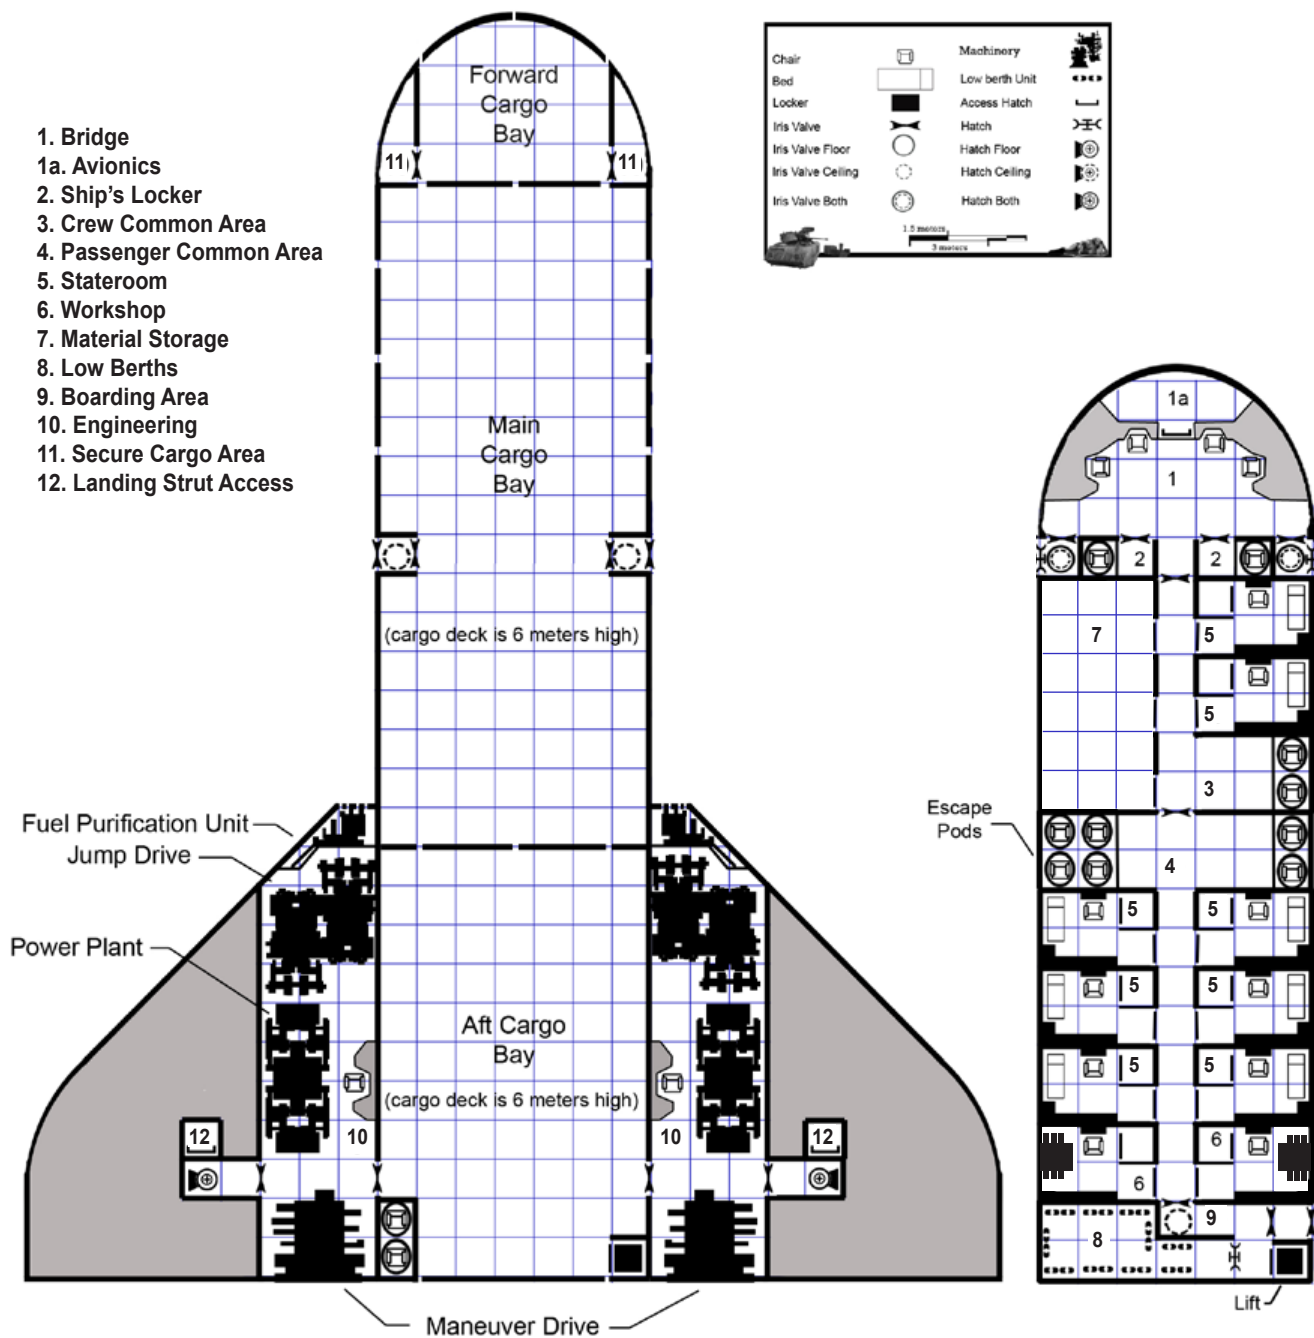 1. Bridge
1a. Avionics
2. Ship's Locker
3. Crew Common Area
4. Passenger Common Area
5. Stateroom
6. Workshop
7. Material Storage
8. Low Berths
9. Boarding Area
10. Engineering
11. Secure Cargo Area
12. Landing Strut Access
Forward
Cargo
Bay
11
11
Main
Cargo
Bay
(cargo deck is 6 meters high)
Fuel Purification Unit
Jump Drive
Power Plant
Aft Cargo
Bay
(cargo deck is 6 meters high)
10
10
12
12
Maneuver Drive
Chair
Bed
Locker
Iris Valve
Iris Valve Floor
Iris Valve Ceiling
Iris Valve Both
Machinery
Low berth Unit
Access Hatch
Hatch
Hatch Floor
Hatch Ceiling
Hatch Both
1.5 meters
3 meters
1a
1
2
2
7
5
5
3
Escape
Pods
4
5
5
5
5
5
5
6
6
9
8
Lift